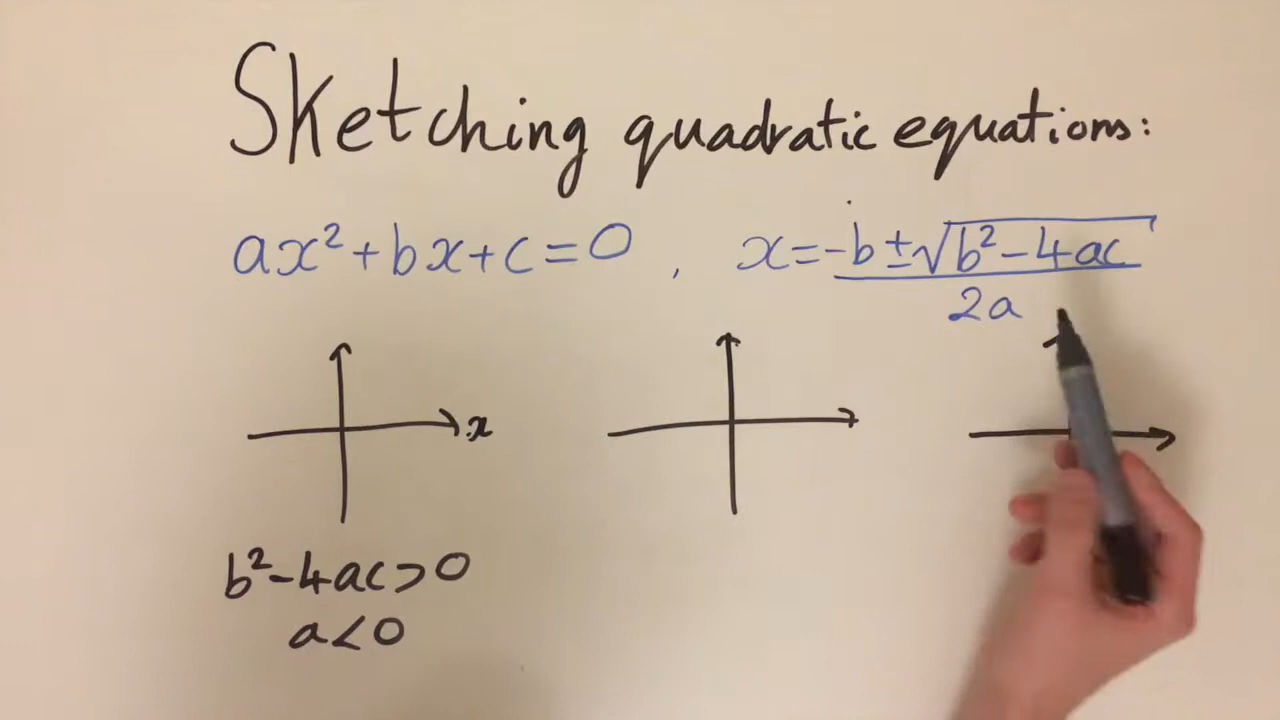 Sketching quadratic equations:
ax²+bx+c=0 , x=-b±√b²-4ac
2a
x
b²-4ac>0
a<0